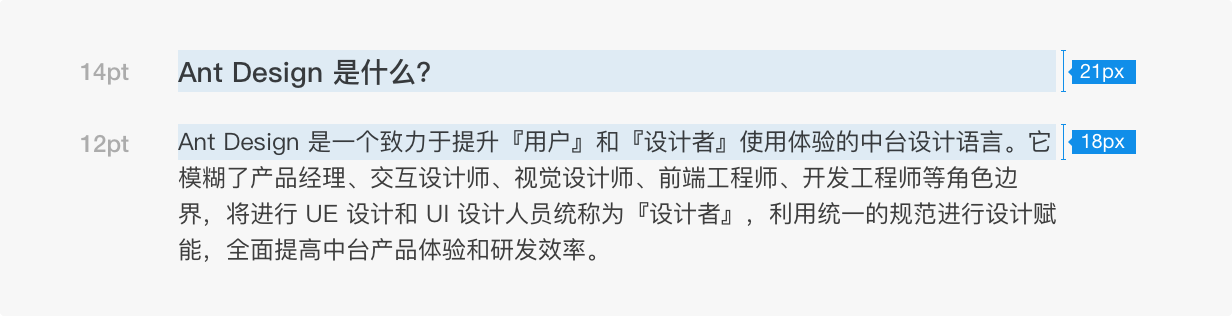 14pt Ant Design 是什么? 21px
12pt Ant Design 是一个致力于提升『用户』和『设计者』使用体验的中台设计语言。它 18px
模糊了产品经理、交互设计师、视觉设计师、前端工程师、开发工程师等角色边
界，将进行 UE 设计和 UI 设计人员统称为『设计者』，利用统一的规范进行设计赋
能，全面提高中台产品体验和研发效率。